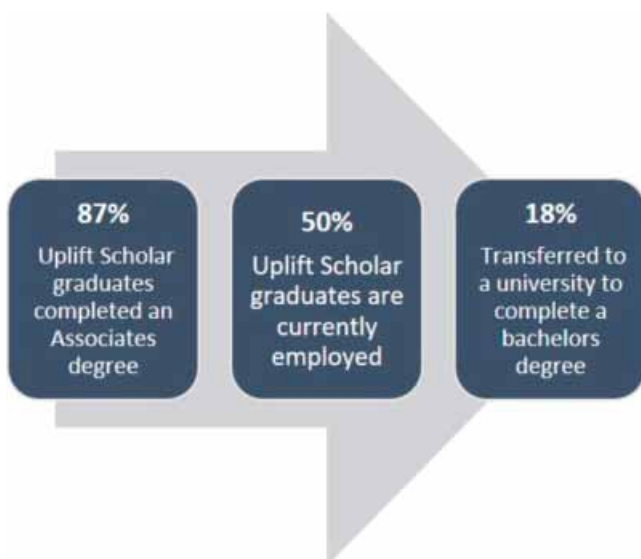 87%
Uplift Scholar
graduates
completed an
Associates
degree
50%
Uplift Scholar
graduates are
currently
employed
18%
Transferred to
a university to
complete a
bachelors
degree